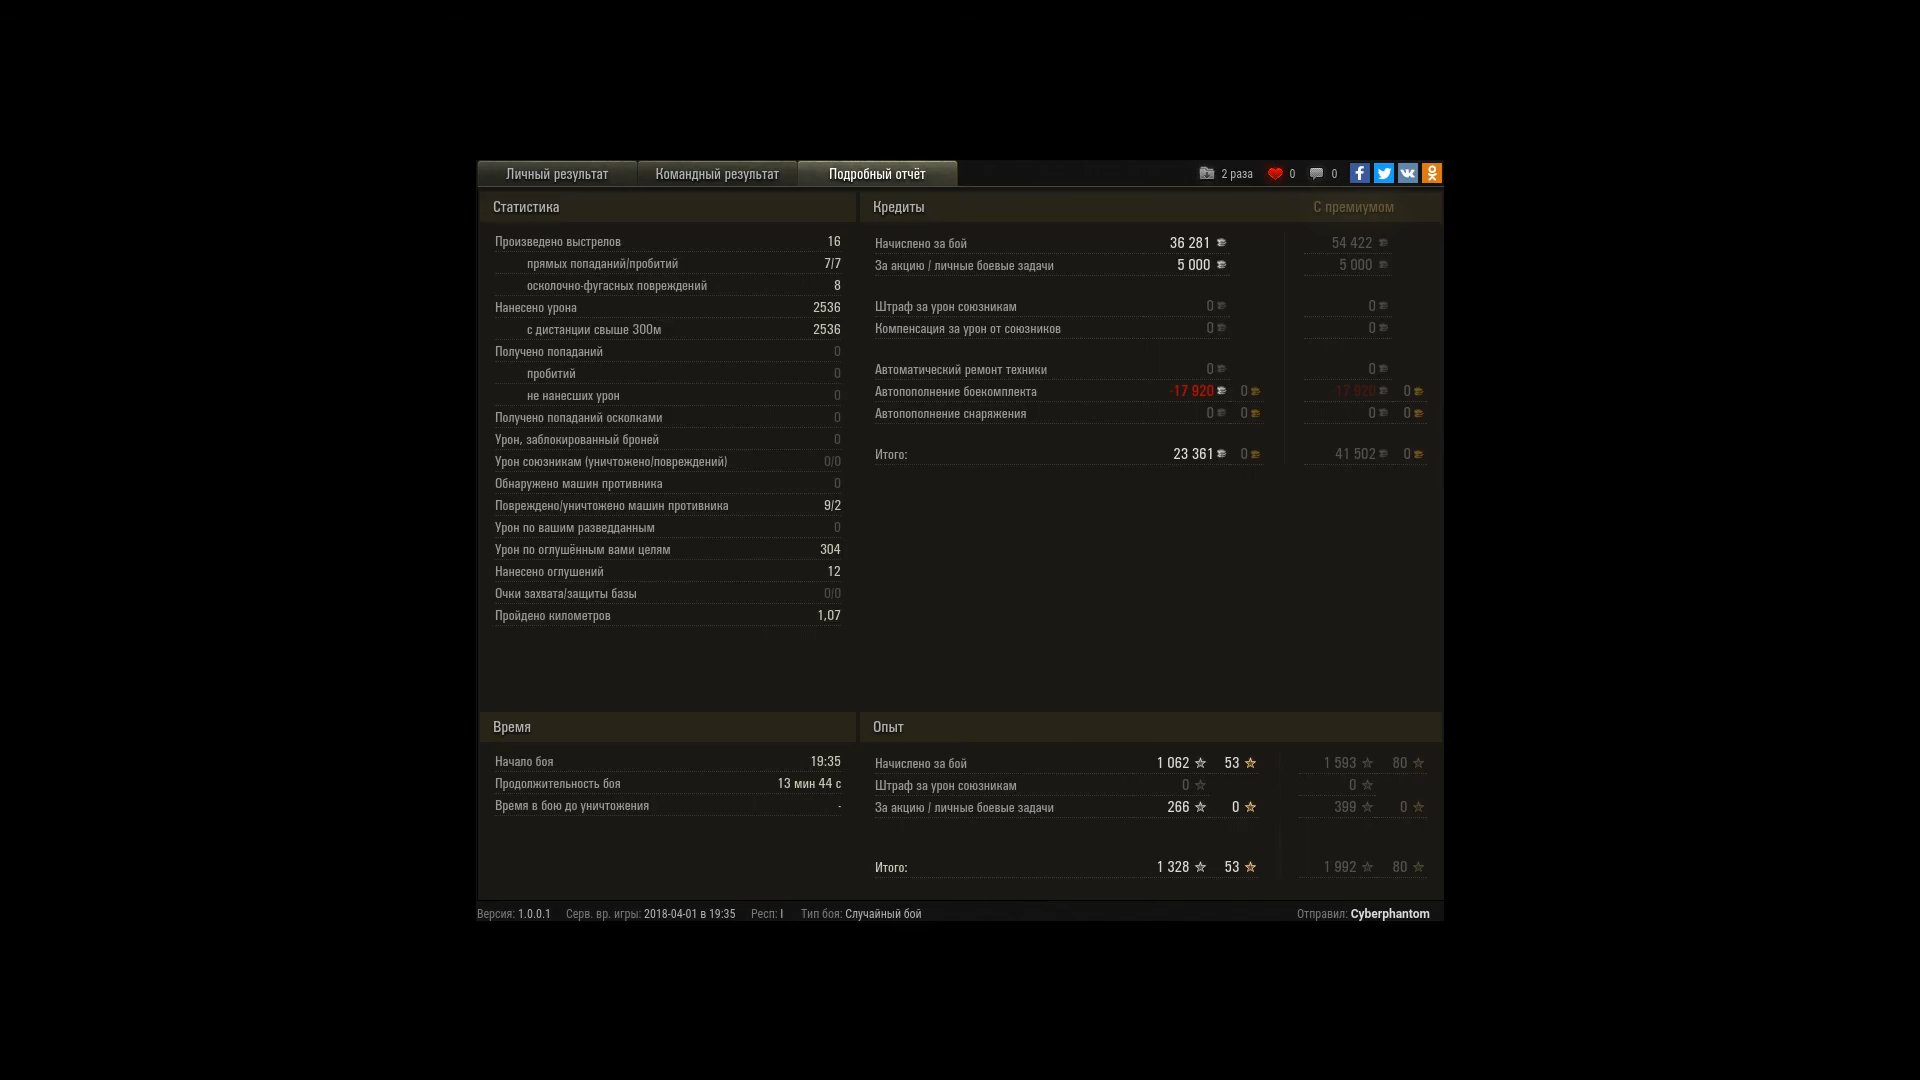 Личный результат Командный результат Подробный отчёт 2 раза 0 0
Статистика
Произведено выстрелов 16
прямых попаданий/пробитий 7/7
осколочно-фугасных повреждений 8
Нанесено урона 2536
с дистанции свыше 300м 2536
Получено попаданий 0
пробитий 0
не нанесших урон 0
Получено попаданий осколками 0
Урон, заблокированный броней 0
Урон союзникам (уничтожено/повреждений) 0/0
Обнаружено машин противника 0
Повреждено/уничтожено машин противника 9/2
Урон по вашим разведданным 0
Урон по оглушённым вами целям 304
Нанесено оглушений 12
Очки захвата/защиты базы 0/0
Пройдено километров 1,07
Кредиты С премиумом
Начислено за бой 36 281 54 422
За акцию / личные боевые задачи 5 000 5 000
Штраф за урон союзникам 0 0
Компенсация за урон от союзников 0 0
Автоматический ремонт техники 0 0
Автопополнение боекомплекта -17 920 0 -17 920 0
Автопополнение снаряжения 0 0 0 0
Итого: 23 361 0 41 502 0
Время
Начало боя 19:35
Продолжительность боя 13 мин 44 с
Время в бою до уничтожения -
Опыт
Начислено за бой 1 062 53 1 593 80
Штраф за урон союзникам 0 0
За акцию / личные боевые задачи 266 0 399 0
Итого: 1 328 53 1 992 80
Версия: 1.0.0.1 Серв. вр. игры: 2018-04-01 в 19:35 Респ: I Тип боя: Случайный бой Отправил: Cyberphantom